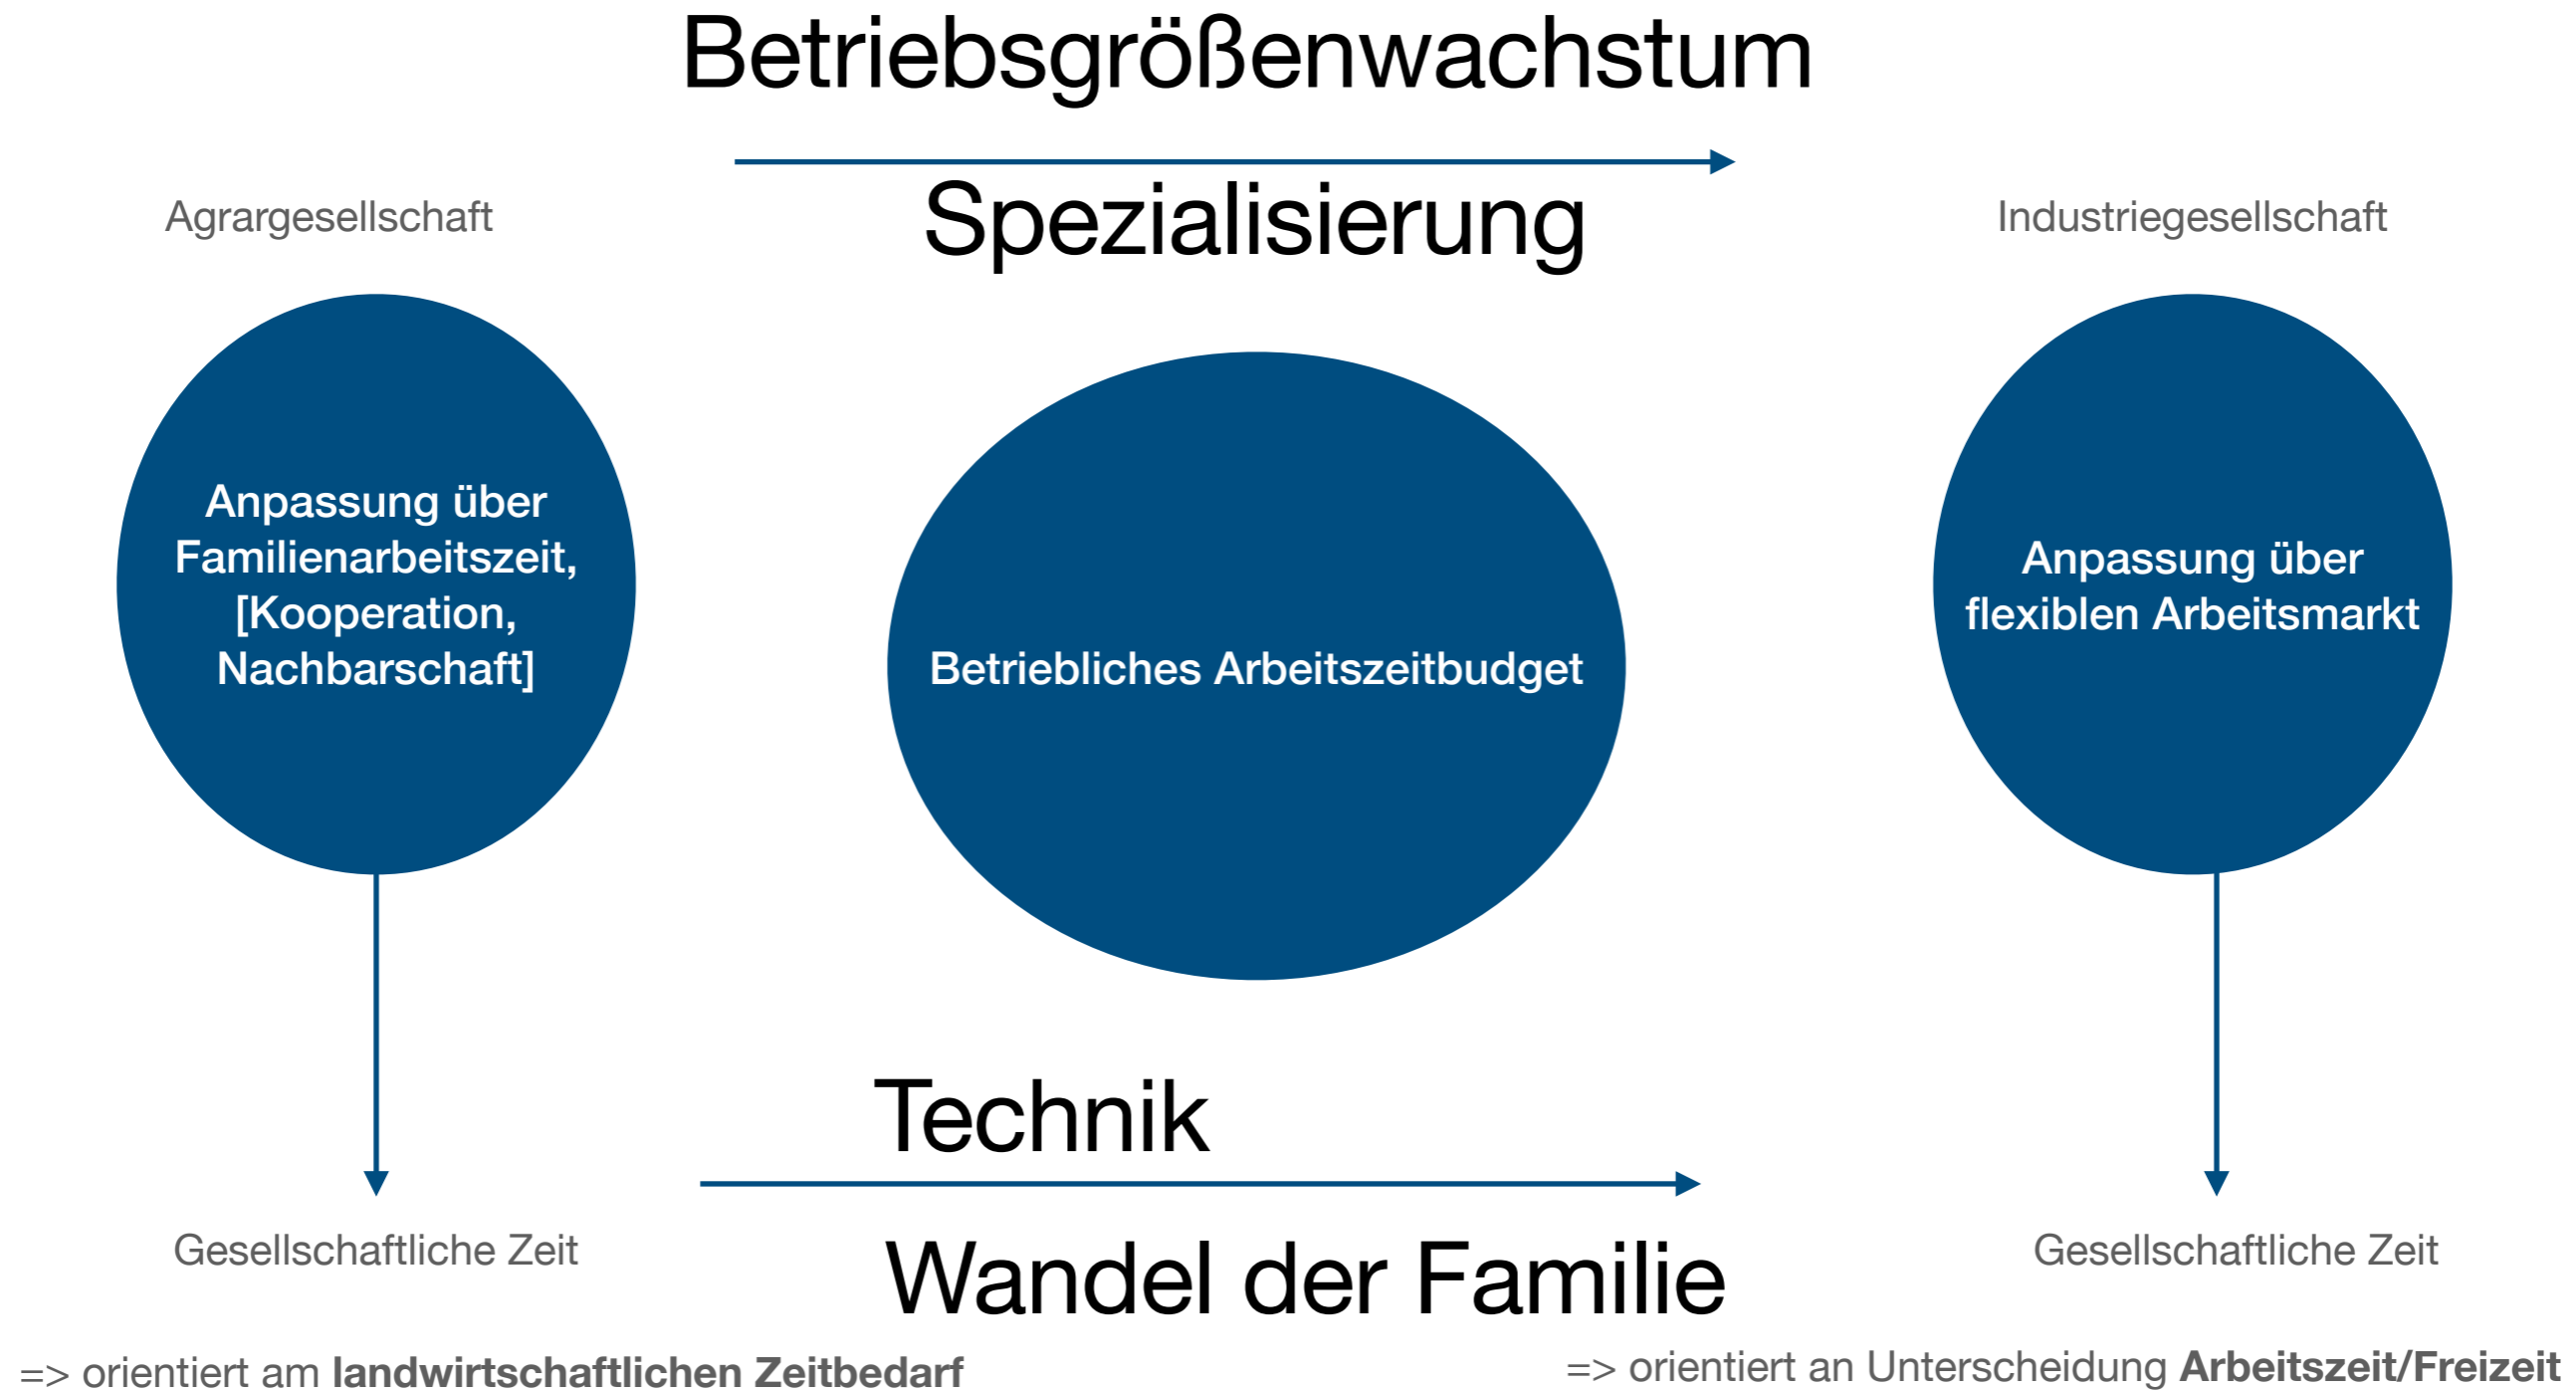 Betriebsgrößenwachstum
Agrargesellschaft
Spezialisierung
Industriegesellschaft
Anpassung über
Familienarbeitszeit,
[Kooperation,
Nachbarschaft]
Betriebliches Arbeitszeitbudget
Anpassung über
flexiblen Arbeitsmarkt
Technik
Gesellschaftliche Zeit
Wandel der Familie
Gesellschaftliche Zeit
=> orientiert am landwirtschaftlichen Zeitbedarf
=> orientiert an Unterscheidung Arbeitszeit/Freizeit